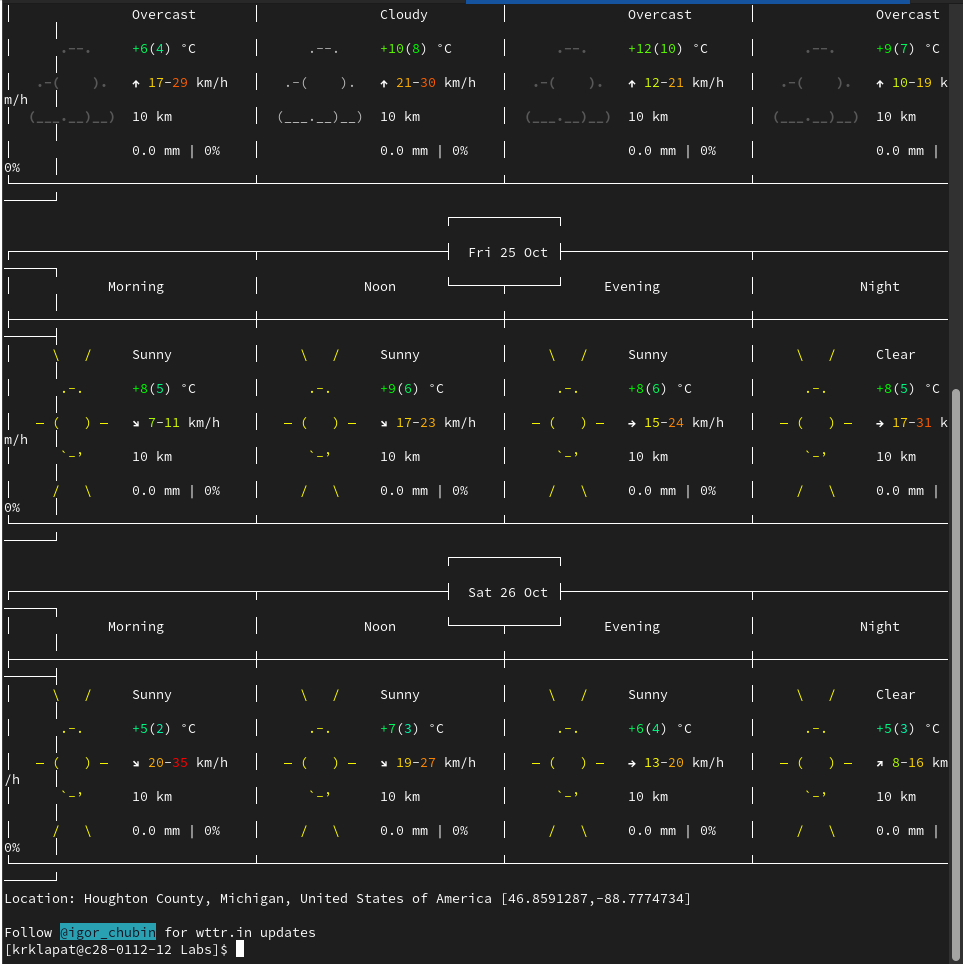 Overcast Cloudy Overcast Overcast
.--. +6(4) °C .--. +10(8) °C .--. +12(10) °C .--. +9(7) °C
.-( ). ↑ 17-29 km/h .-( ). ↑ 21-30 km/h .-( ). ↑ 12-21 km/h .-( ). ↑ 10-19 k
m/h
(___.__)__) 10 km (___.__)__) 10 km (___.__)__) 10 km (___.__)__) 10 km
0.0 mm | 0% 0.0 mm | 0% 0.0 mm | 0% 0.0 mm |
0%
Fri 25 Oct
Morning Noon Evening Night
\ / Sunny \ / Sunny \ / Sunny \ / Clear
.-. +8(5) °C .-. +9(6) °C .-. +8(6) °C .-. +8(5) °C
― ( ) ― ↘ 7-11 km/h ― ( ) ― ↘ 17-23 km/h ― ( ) ― → 15-24 km/h ― ( ) ― → 17-31 k
m/h
`-’ 10 km `-’ 10 km `-’ 10 km `-’ 10 km
/ \ 0.0 mm | 0% / \ 0.0 mm | 0% / \ 0.0 mm | 0% / \ 0.0 mm |
0%
Sat 26 Oct
Morning Noon Evening Night
\ / Sunny \ / Sunny \ / Sunny \ / Clear
.-. +5(2) °C .-. +7(3) °C .-. +6(4) °C .-. +5(3) °C
― ( ) ― ↘ 20-35 km/h ― ( ) ― ↘ 19-27 km/h ― ( ) ― → 13-20 km/h ― ( ) ― ↗ 8-16 km
/h
`-’ 10 km `-’ 10 km `-’ 10 km `-’ 10 km
/ \ 0.0 mm | 0% / \ 0.0 mm | 0% / \ 0.0 mm | 0% / \ 0.0 mm |
0%
Location: Houghton County, Michigan, United States of America [46.8591287,-88.7774734]
Follow @igor_chubin for wttr.in updates
[krklapat@c28-0112-12 Labs]$